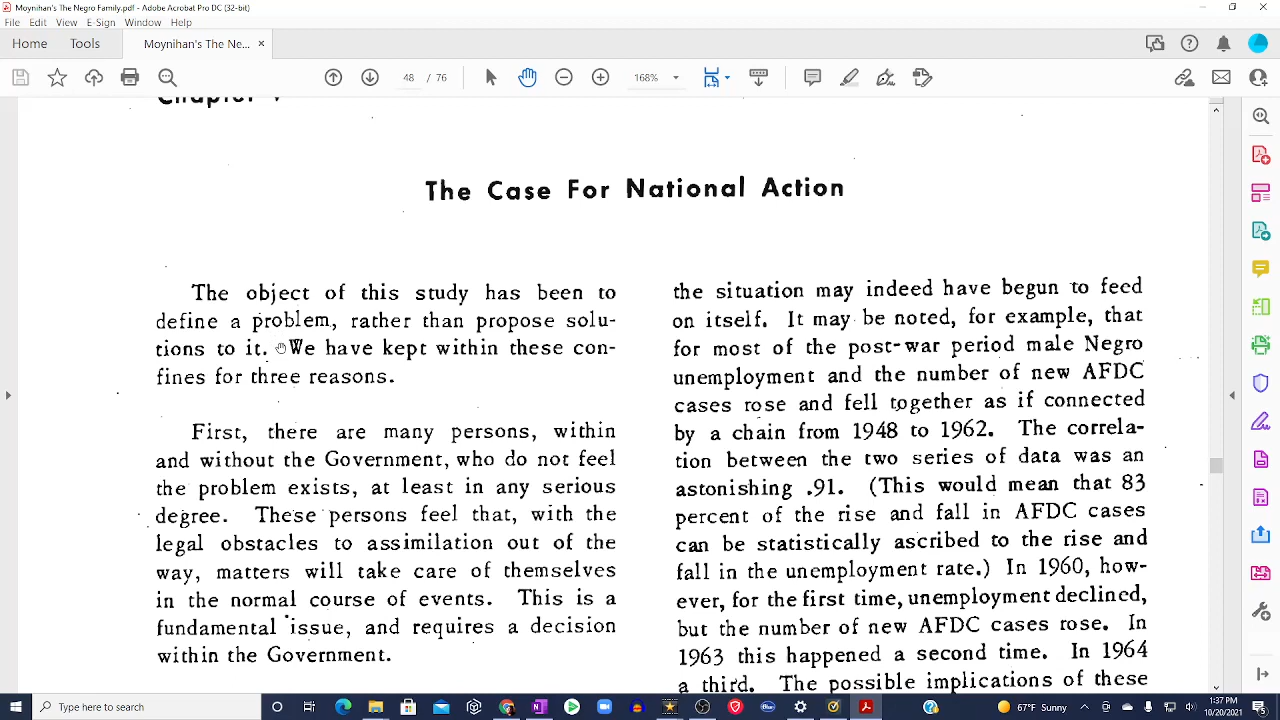 Moynihan's The Negro Family.pdf - Adobe Acrobat Pro DC (32-bit)
File Edit View E-Sign Window Help
Home Tools Moynihan's The Ne... ×
48 / 76 168%
Chapter V
The Case For National Action
The object of this study has been to
define a problem, rather than propose solu-
tions to it. We have kept within these con-
fines for three reasons.
First, there are many persons, within
and without the Government, who do not feel
the problem exists, at least in any serious
degree. These persons feel that, with the
legal obstacles to assimilation out of the
way, matters will take care of themselves
in the normal course of events. This is a
fundamental issue, and requires a decision
within the Government.
the situation may indeed have begun to feed
on itself. It may be noted, for example, that
for most of the post-war period male Negro
unemployment and the number of new AFDC
cases rose and fell together as if connected
by a chain from 1948 to 1962. The correla-
tion between the two series of data was an
astonishing .91. (This would mean that 83
percent of the rise and fall in AFDC cases
can be statistically ascribed to the rise and
fall in the unemployment rate.) In 1960, how-
ever, for the first time, unemployment declined,
but the number of new AFDC cases rose. In
1963 this happened a second time. In 1964
a third. The possible implications of these
Type here to search
67°F Sunny
1:37 PM
10/20/2021